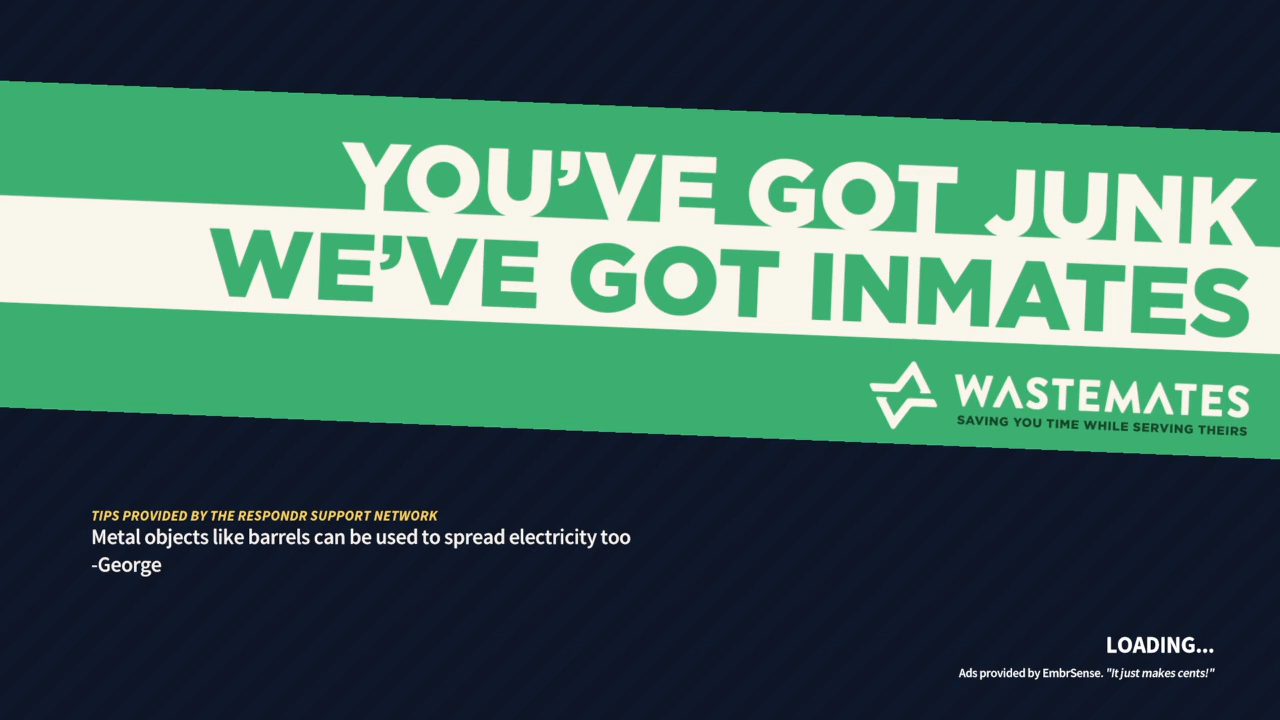 YOU’VE GOT JUNK
WE’VE GOT INMATES
WASTEMATES
SAVING YOU TIME WHILE SERVING THEIRS
TIPS PROVIDED BY THE RESPONDR SUPPORT NETWORK
Metal objects like barrels can be used to spread electricity too
-George
LOADING...
Ads provided by EmbrSense. "It just makes cents!"